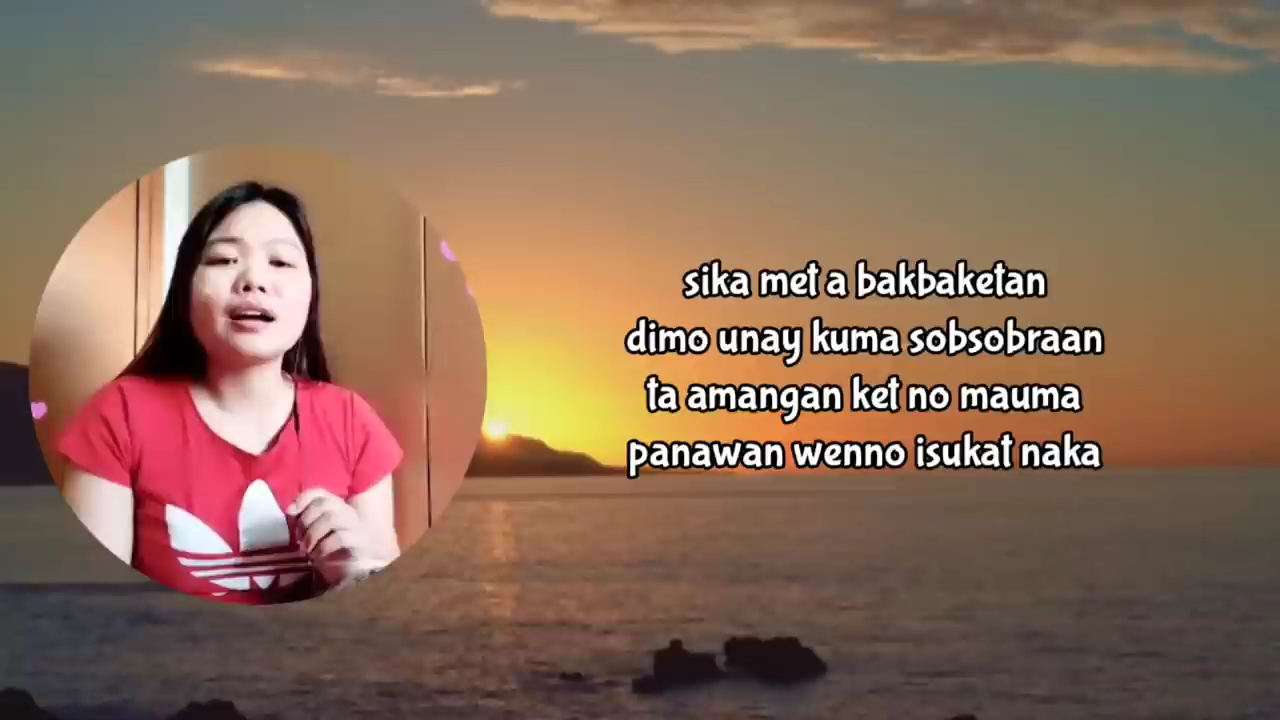 sika met a bakbaketan
dimo unay kuma sobsobraan
ta amangan ket no mauma
panawan wenno isukat naka